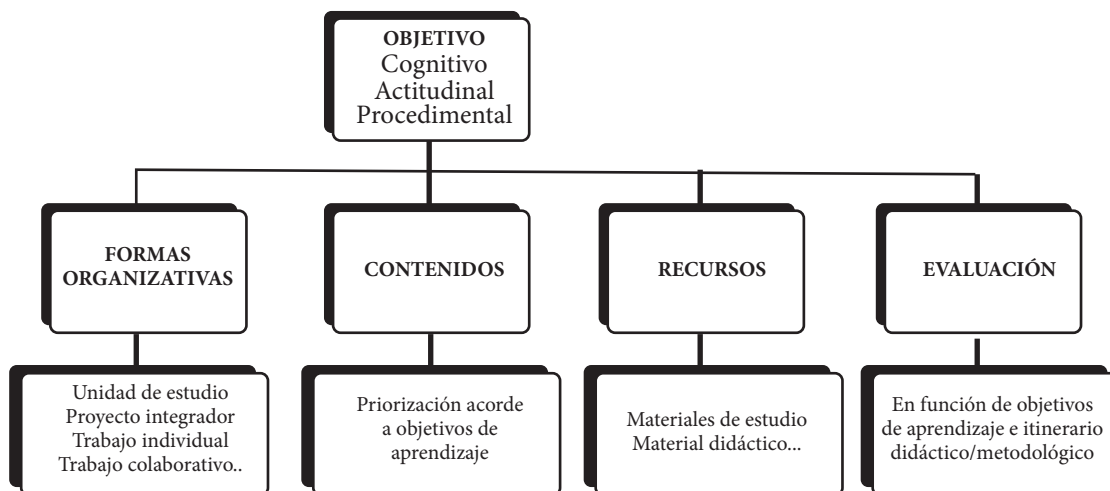 OBJETIVO
Cognitivo
Actitudinal
Procedimental
FORMAS
ORGANIZATIVAS
CONTENIDOS
RECURSOS
EVALUACIÓN
Unidad de estudio
Proyecto integrador
Trabajo individual
Trabajo colaborativo..
Priorización acorde
a objetivos de
aprendizaje
Materiales de estudio
Material didáctico...
En función de objetivos
de aprendizaje e itinerario
didáctico/metodológico